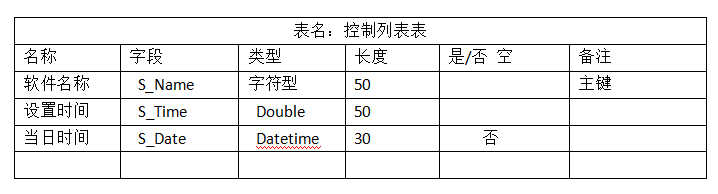 表名：控制列表表
名称 字段 类型 长度 是/否 空 备注
软件名称 S_Name 字符型 50 主键
设置时间 S_Time Double 50
当日时间 S_Date Datetime 30 否